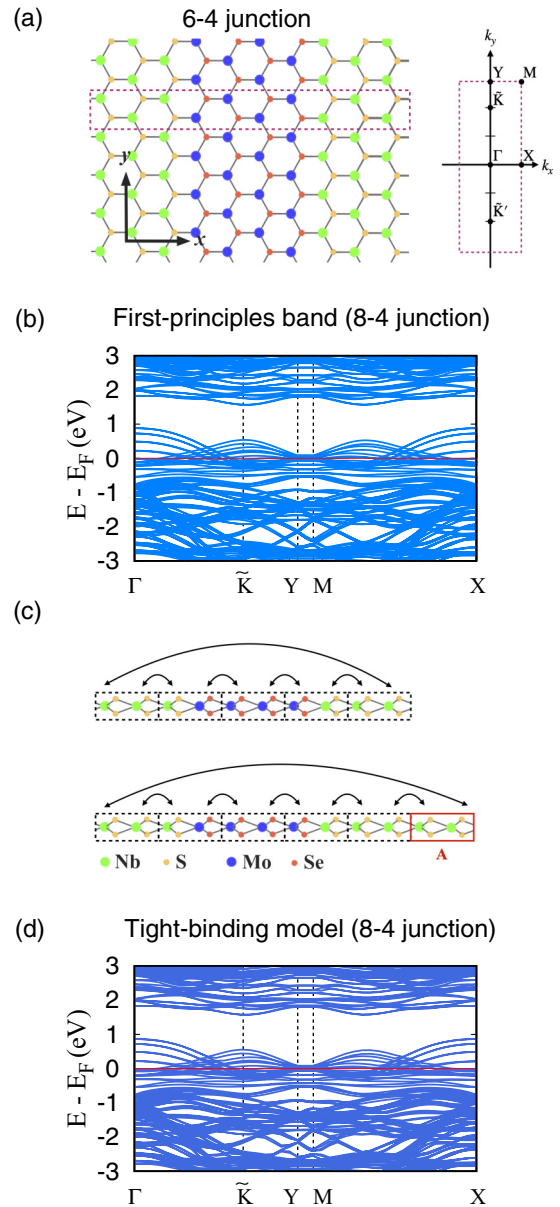 (a)
6-4 junction
y
x
k_y
Y
M
K̃
Γ
X
k_x
K̃′
(b)
First-principles band (8-4 junction)
E - E_F (eV)
3
2
1
0
-1
-2
-3
Γ
K̃
Y
M
X
(c)
A
Nb
S
Mo
Se
(d)
Tight-binding model (8-4 junction)
E - E_F (eV)
3
2
1
0
-1
-2
-3
Γ
K̃
Y
M
X